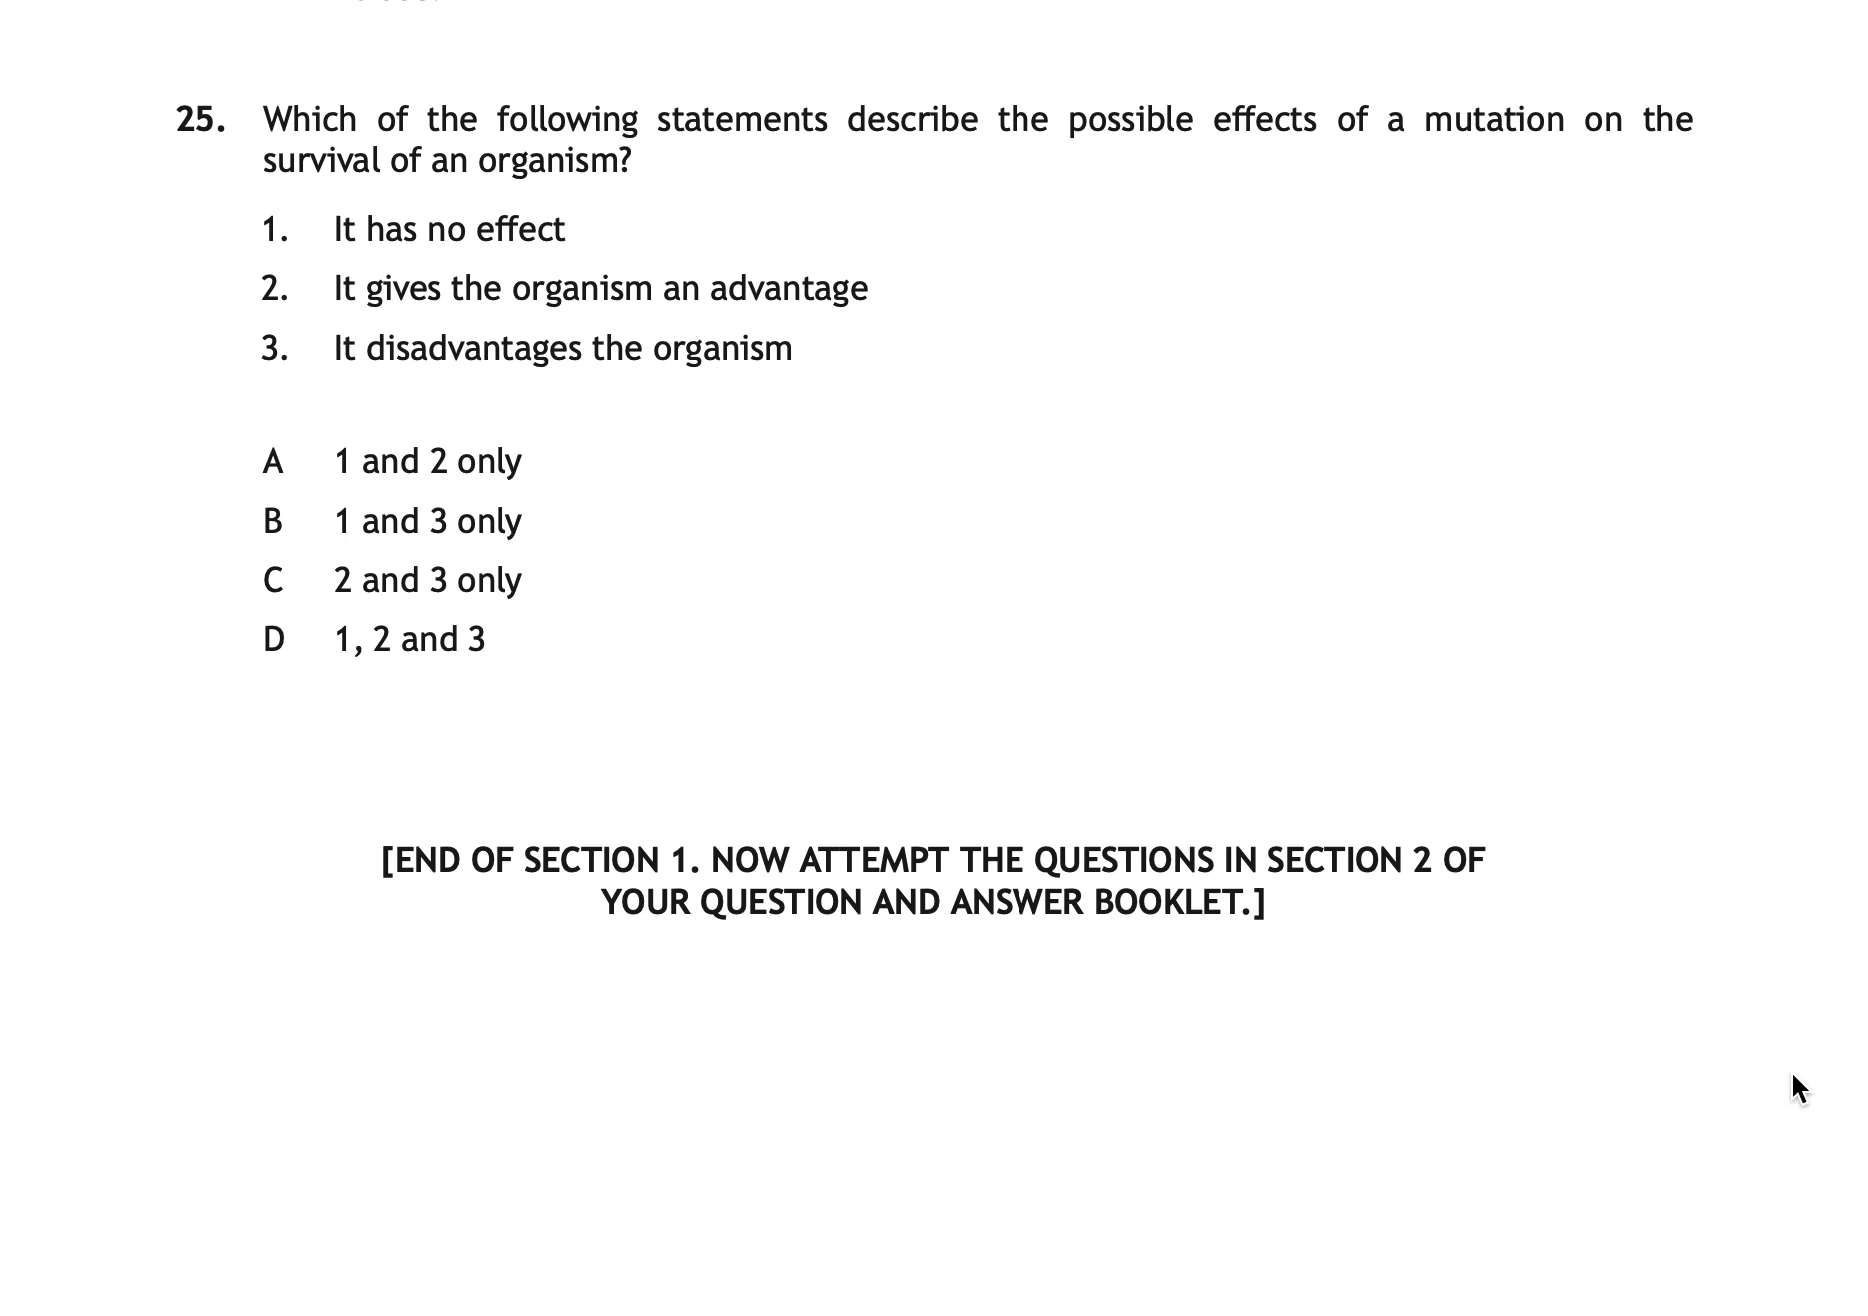 25. Which of the following statements describe the possible effects of a mutation on the
survival of an organism?
1. It has no effect
2. It gives the organism an advantage
3. It disadvantages the organism
A 1 and 2 only
B 1 and 3 only
C 2 and 3 only
D 1, 2 and 3
[END OF SECTION 1. NOW ATTEMPT THE QUESTIONS IN SECTION 2 OF
YOUR QUESTION AND ANSWER BOOKLET.]